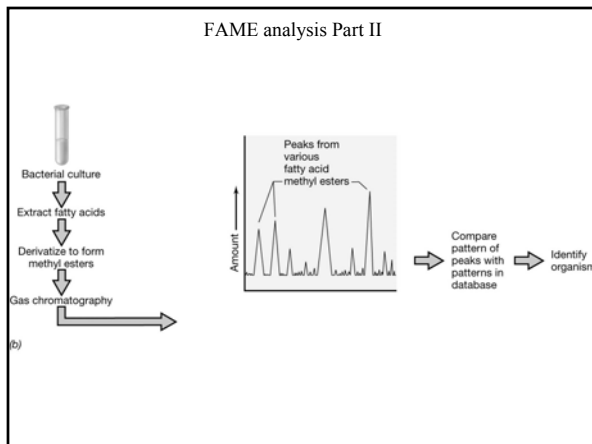 FAME analysis Part II
Bacterial culture
Extract fatty acids
Derivatize to form
methyl esters
Gas chromatography
(b)
Peaks from
various
fatty acid
methyl esters
Amount
Compare
pattern of
peaks with
patterns in
database
Identify
organism